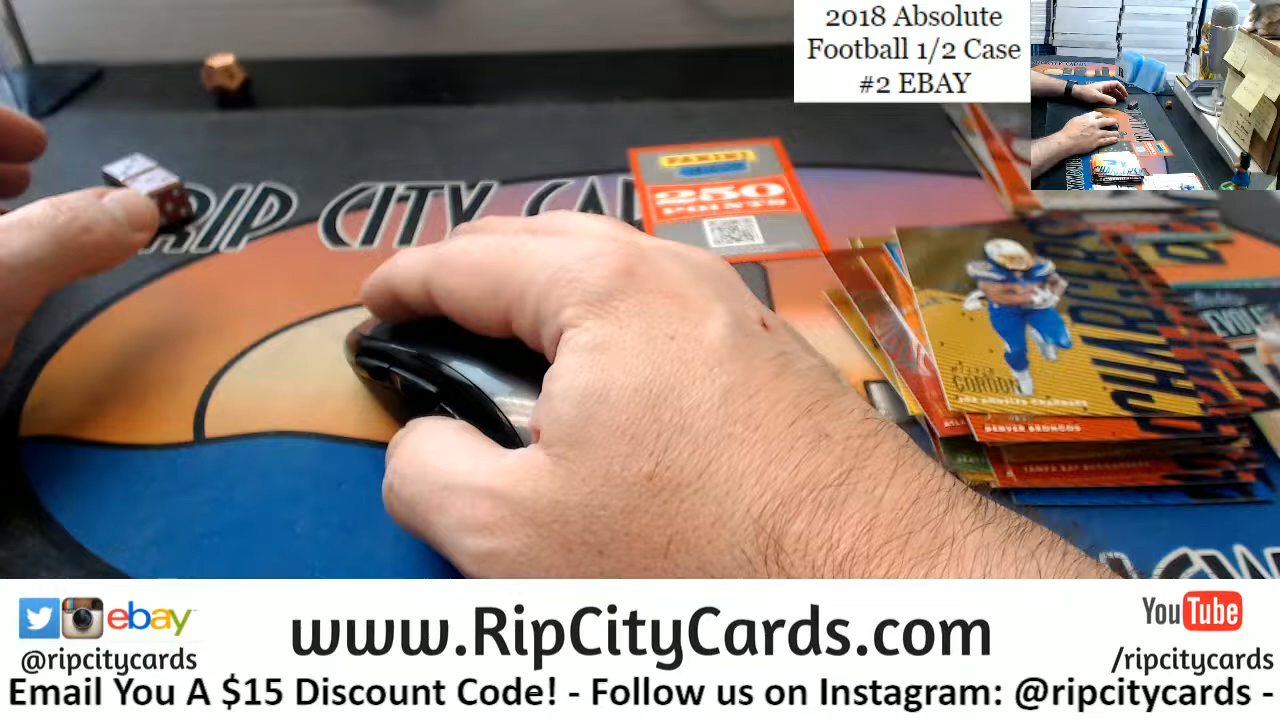 2018 Absolute
Football 1/2 Case
#2 EBAY
RIP CITY CA
PANINI
250
POINTS
CHARGERS
GORDON
LOS ANGELES CHARGERS
DENVER BRONCOS
TAMPA BAY BUCCANEERS
ebay
@ripcitycards
www.RipCityCards.com
YouTube
/ripcitycards
Email You A $15 Discount Code! - Follow us on Instagram: @ripcitycards -